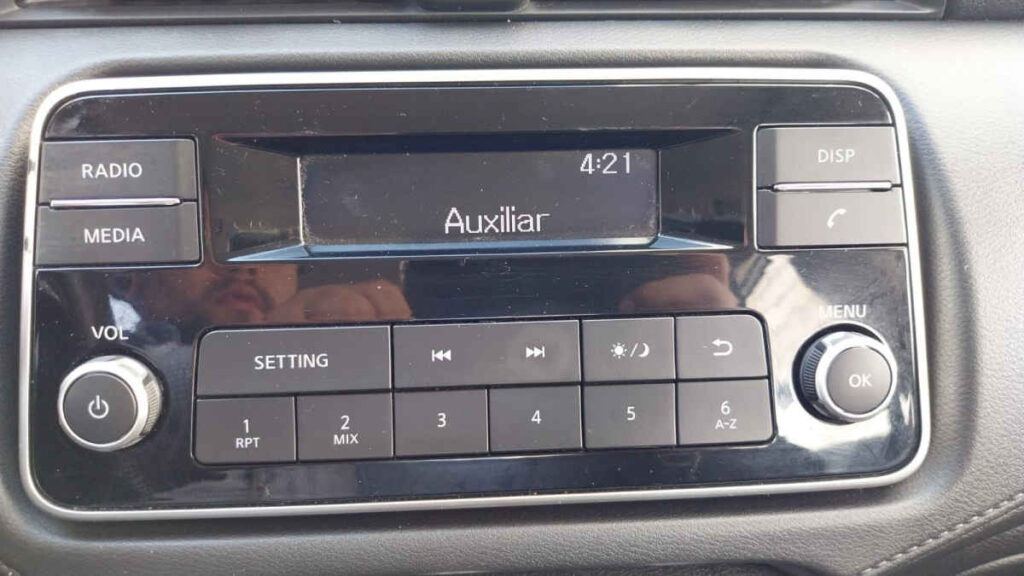 4:21
Auxiliar
RADIO
MEDIA
DISP
VOL
MENU
OK
SETTING
1
RPT
2
MIX
3
4
5
6
A-Z